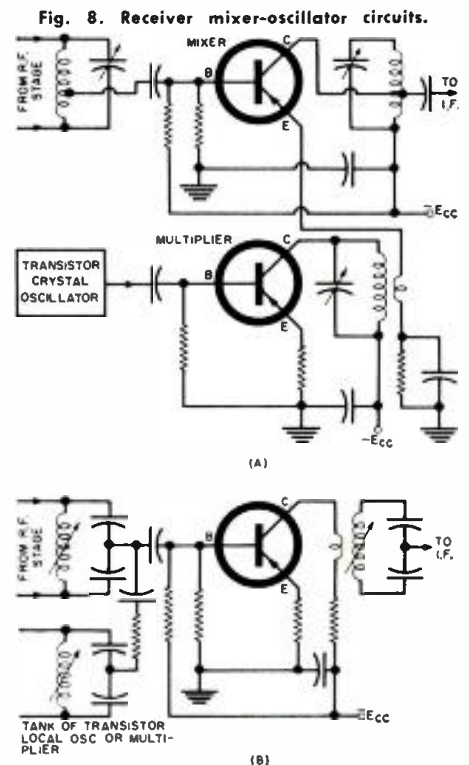 Fig. 8. Receiver mixer-oscillator circuits.
MIXER
C
B
E
FROM R.F.
STAGE
TO
I.F.
-ECC
MULTIPLIER
C
B
E
TRANSISTOR
CRYSTAL
OSCILLATOR
-ECC
(A)
FROM R.F.
STAGE
C
B
E
TO
I.F.
-ECC
TANK OF TRANSISTOR
LOCAL OSC OR MULTI-
PLIER
(B)